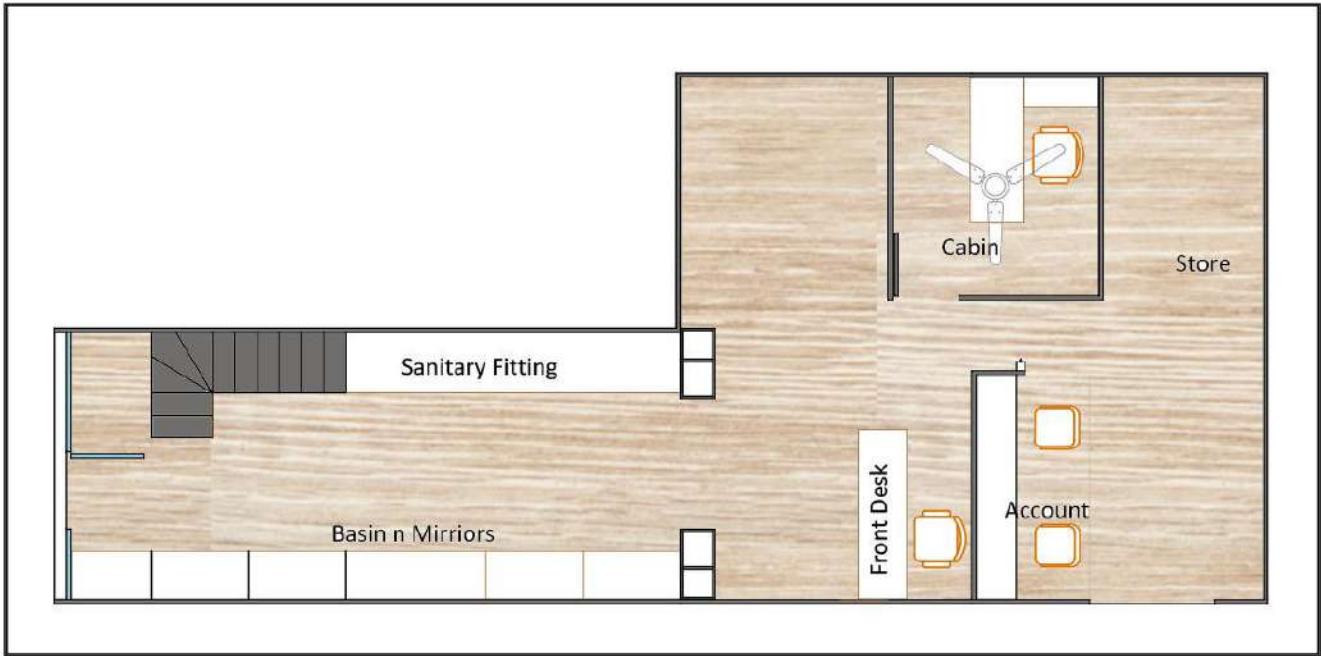 Cabin
Store
Sanitary Fitting
Front Desk
Account
Basin n Mirriors